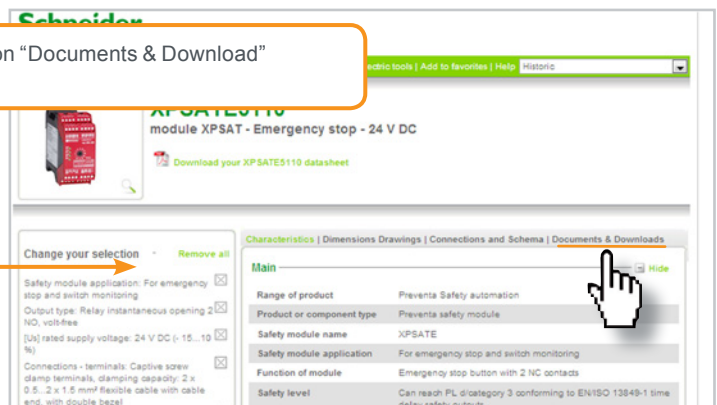 Schneider
on “Documents & Download”
ectric tools | Add to favorites | Help Historic
XPSATE5110
module XPSAT - Emergency stop - 24 V DC
Download your XPSATE5110 datasheet
Change your selection - Remove all
Safety module application: For emergency
stop and switch monitoring
Output type: Relay instantaneous opening 2
NO, volt-free
[Us] rated supply voltage: 24 V DC (- 15...10
%)
Connections - terminals: Captive screw
clamp terminals, clamping capacity: 2 x
0.5...2 x 1.5 mm² flexible cable with cable
end, with double bezel
Characteristics | Dimensions Drawings | Connections and Schema | Documents & Downloads
Main
Hide
Range of product Preventa Safety automation
Product or component type Preventa safety module
Safety module name XPSATE
Safety module application For emergency stop and switch monitoring
Function of module Emergency stop button with 2 NC contacts
Safety level Can reach PL d/category 3 conforming to EN/ISO 13849-1 time
delay safety outputs